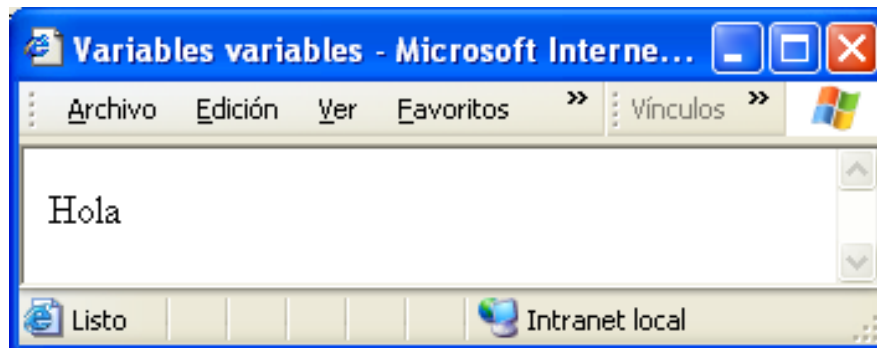 Variables variables - Microsoft Interne...
Archivo Edición Ver Favoritos » Vínculos »
Hola
Listo Intranet local